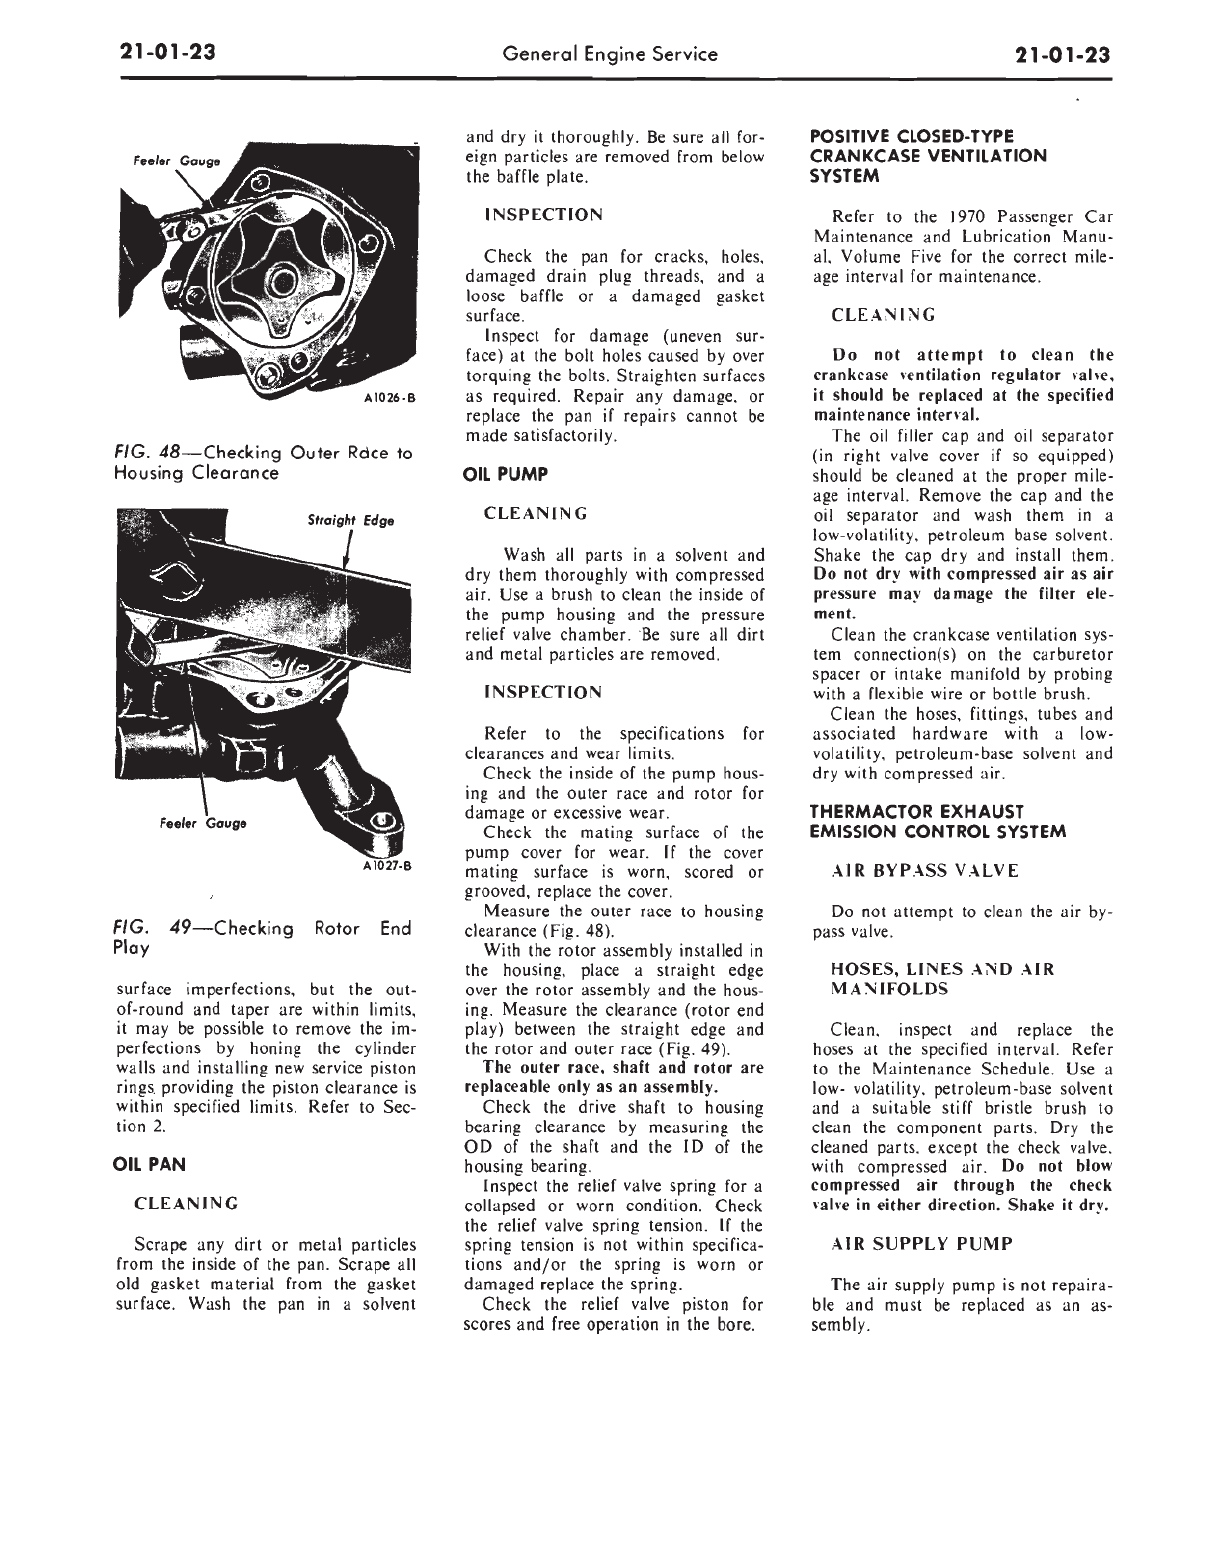 21-01-23
General Engine Service
21-01-23
Feeler Gauge
A1026-B
FIG. 48—Checking Outer Race to
Housing Clearance
Straight Edge
Feeler Gauge
A1027-B
FIG. 49—Checking Rotor End
Play
surface imperfections, but the out-
of-round and taper are within limits,
it may be possible to remove the im-
perfections by honing the cylinder
walls and installing new service piston
rings, providing the piston clearance is
within specified limits. Refer to Sec-
tion 2.
OIL PAN
CLEANING
Scrape any dirt or metal particles
from the inside of the pan. Scrape all
old gasket material from the gasket
surface. Wash the pan in a solvent
and dry it thoroughly. Be sure all for-
eign particles are removed from below
the baffle plate.
INSPECTION
Check the pan for cracks, holes,
damaged drain plug threads, and a
loose baffle or a damaged gasket
surface.
Inspect for damage (uneven sur-
face) at the bolt holes caused by over
torquing the bolts. Straighten surfaces
as required. Repair any damage, or
replace the pan if repairs cannot be
made satisfactorily.
OIL PUMP
CLEANING
Wash all parts in a solvent and
dry them thoroughly with compressed
air. Use a brush to clean the inside of
the pump housing and the pressure
relief valve chamber. Be sure all dirt
and metal particles are removed.
INSPECTION
Refer to the specifications for
clearances and wear limits.
Check the inside of the pump hous-
ing and the outer race and rotor for
damage or excessive wear.
Check the mating surface of the
pump cover for wear. If the cover
mating surface is worn, scored or
grooved, replace the cover.
Measure the outer race to housing
clearance (Fig. 48).
With the rotor assembly installed in
the housing, place a straight edge
over the rotor assembly and the hous-
ing. Measure the clearance (rotor end
play) between the straight edge and
the rotor and outer race (Fig. 49).
The outer race, shaft and rotor are
replaceable only as an assembly.
Check the drive shaft to housing
bearing clearance by measuring the
OD of the shaft and the ID of the
housing bearing.
Inspect the relief valve spring for a
collapsed or worn condition. Check
the relief valve spring tension. If the
spring tension is not within specifica-
tions and/or the spring is worn or
damaged replace the spring.
Check the relief valve piston for
scores and free operation in the bore.
POSITIVE CLOSED-TYPE
CRANKCASE VENTILATION
SYSTEM
Refer to the 1970 Passenger Car
Maintenance and Lubrication Manu-
al, Volume Five for the correct mile-
age interval for maintenance.
CLEANING
Do not attempt to clean the
crankcase ventilation regulator valve,
it should be replaced at the specified
maintenance interval.
The oil filler cap and oil separator
(in right valve cover if so equipped)
should be cleaned at the proper mile-
age interval. Remove the cap and the
oil separator and wash them in a
low-volatility, petroleum base solvent.
Shake the cap dry and install them.
Do not dry with compressed air as air
pressure may damage the filter ele-
ment.
Clean the crankcase ventilation sys-
tem connection(s) on the carburetor
spacer or intake manifold by probing
with a flexible wire or bottle brush.
Clean the hoses, fittings, tubes and
associated hardware with a low-
volatility, petroleum-base solvent and
dry with compressed air.
THERMACTOR EXHAUST
EMISSION CONTROL SYSTEM
AIR BYPASS VALVE
Do not attempt to clean the air by-
pass valve.
HOSES, LINES AND AIR
MANIFOLDS
Clean, inspect and replace the
hoses at the specified interval. Refer
to the Maintenance Schedule. Use a
low- volatility, petroleum-base solvent
and a suitable stiff bristle brush to
clean the component parts. Dry the
cleaned parts, except the check valve,
with compressed air. Do not blow
compressed air through the check
valve in either direction. Shake it dry.
AIR SUPPLY PUMP
The air supply pump is not repaira-
ble and must be replaced as an as-
sembly.